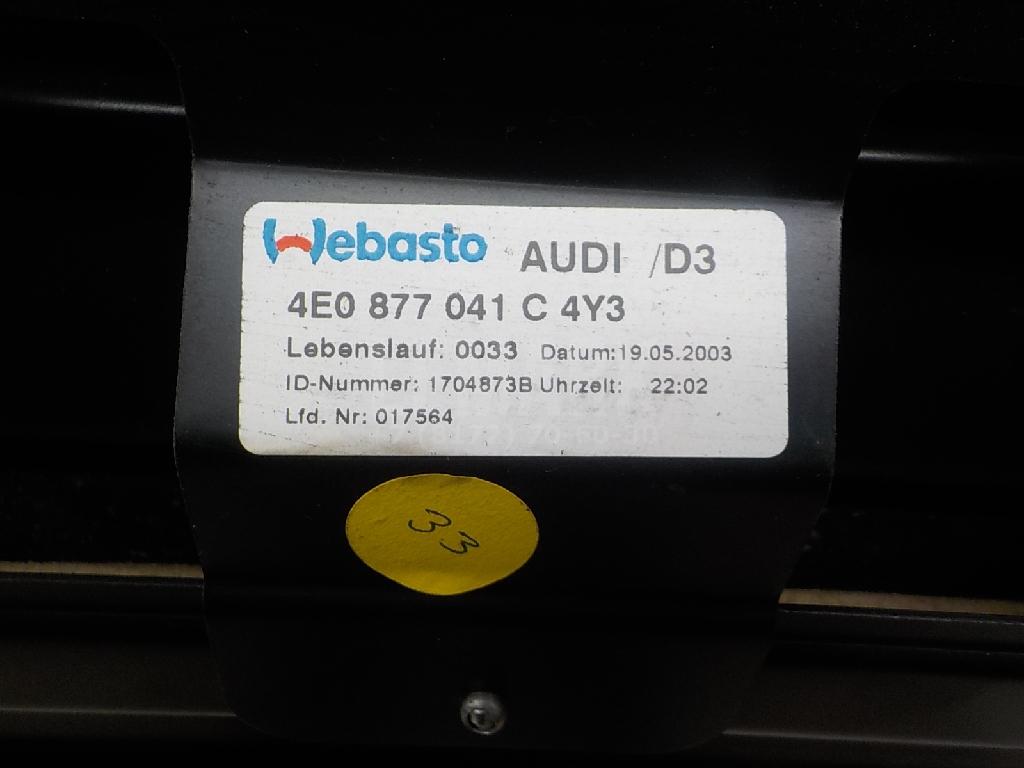 Webasto AUDI /D3
4E0 877 041 C 4Y3
Lebenslauf: 0033 Datum:19.05.2003
ID-Nummer: 1704873B Uhrzeit: 22:02
Lfd. Nr: 017564
33